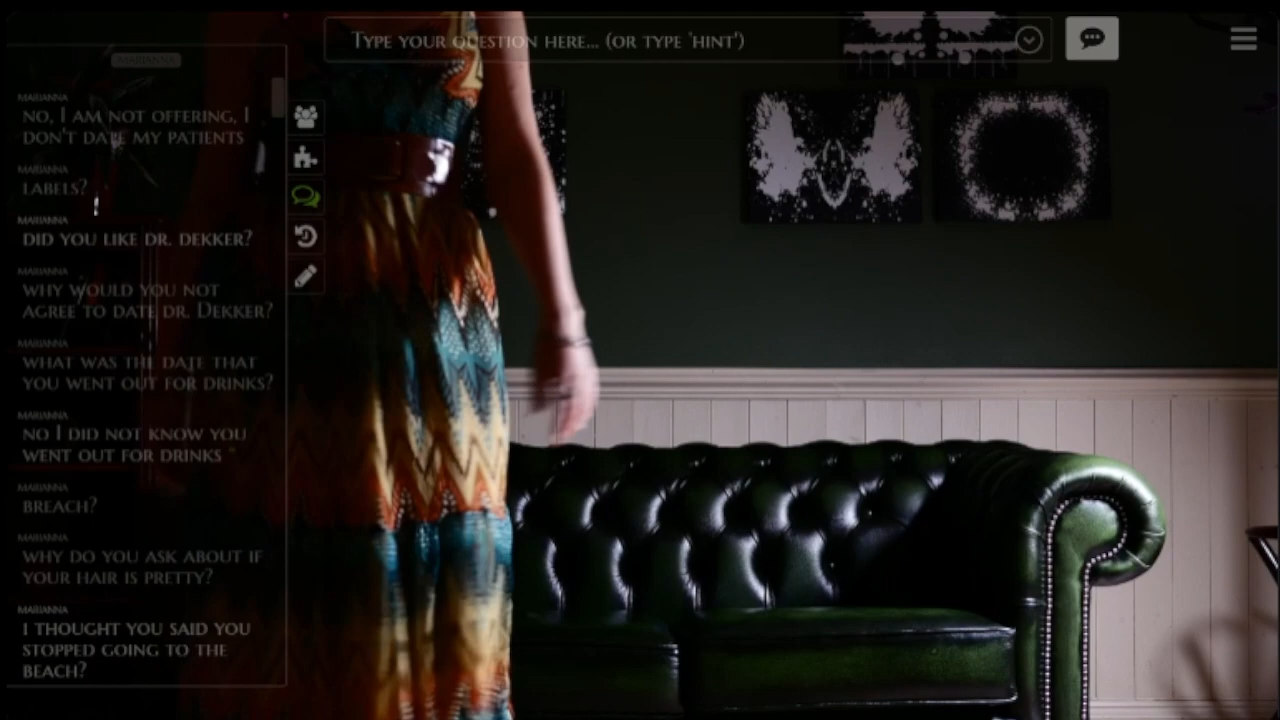 Type your question here... (or type 'hint')
MARIANNA
MARIANNA
NO, I AM NOT OFFERING, I
DON'T DATE MY PATIENTS
MARIANNA
LABELS?
MARIANNA
DID YOU LIKE DR. DEKKER?
MARIANNA
WHY WOULD YOU NOT
AGREE TO DATE DR. DEKKER?
MARIANNA
WHAT WAS THE DATE THAT
YOU WENT OUT FOR DRINKS?
MARIANNA
NO I DID NOT KNOW YOU
WENT OUT FOR DRINKS
MARIANNA
BREACH?
MARIANNA
WHY DO YOU ASK ABOUT IF
YOUR HAIR IS PRETTY?
MARIANNA
I THOUGHT YOU SAID YOU
STOPPED GOING TO THE
BEACH?